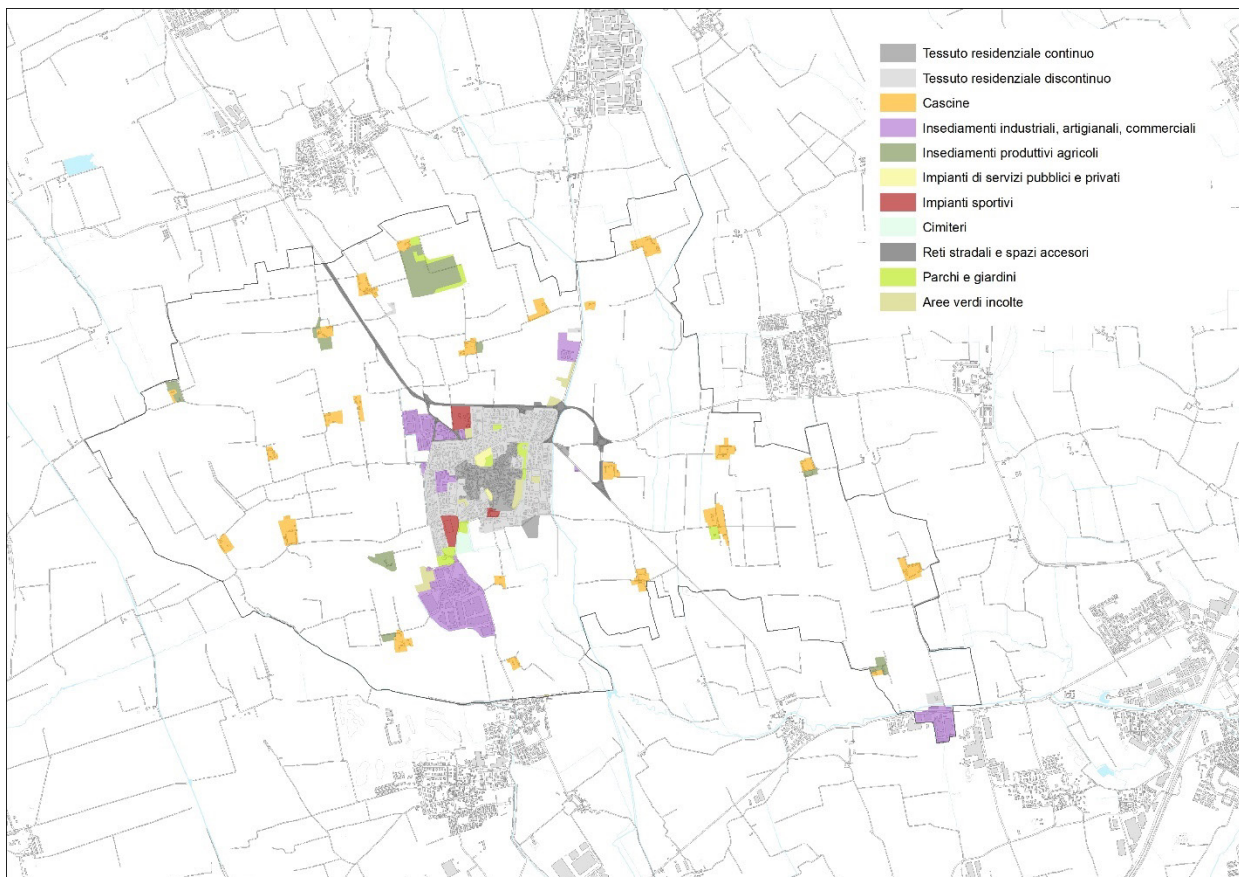 Tessuto residenziale continuo
Tessuto residenziale discontinuo
Cascine
Insediamenti industriali, artigianali, commerciali
Insediamenti produttivi agricoli
Impianti di servizi pubblici e privati
Impianti sportivi
Cimiteri
Reti stradali e spazi accesori
Parchi e giardini
Aree verdi incolte